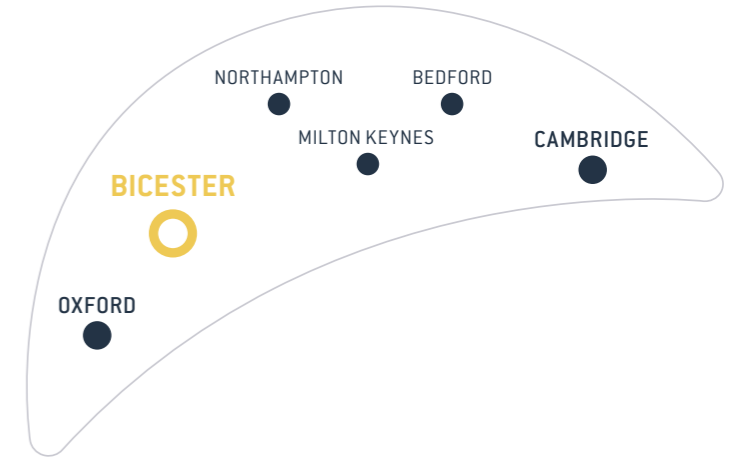 NORTHAMPTON
BEDFORD
MILTON KEYNES
CAMBRIDGE
BICESTER
OXFORD